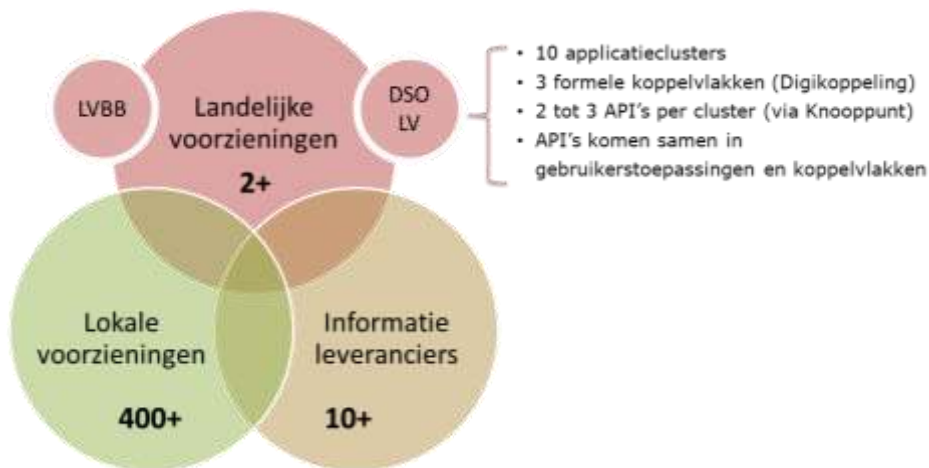 LVBB
Landelijke
voorzieningen
2+
DSO
LV
• 10 applicatieclusters
• 3 formele koppelvlakken (Digikoppeling)
• 2 tot 3 API's per cluster (via Knooppunt)
• API's komen samen in
gebruikerstoepassingen en koppelvlakken
Lokale
voorzieningen
400+
Informatie
leveranciers
10+